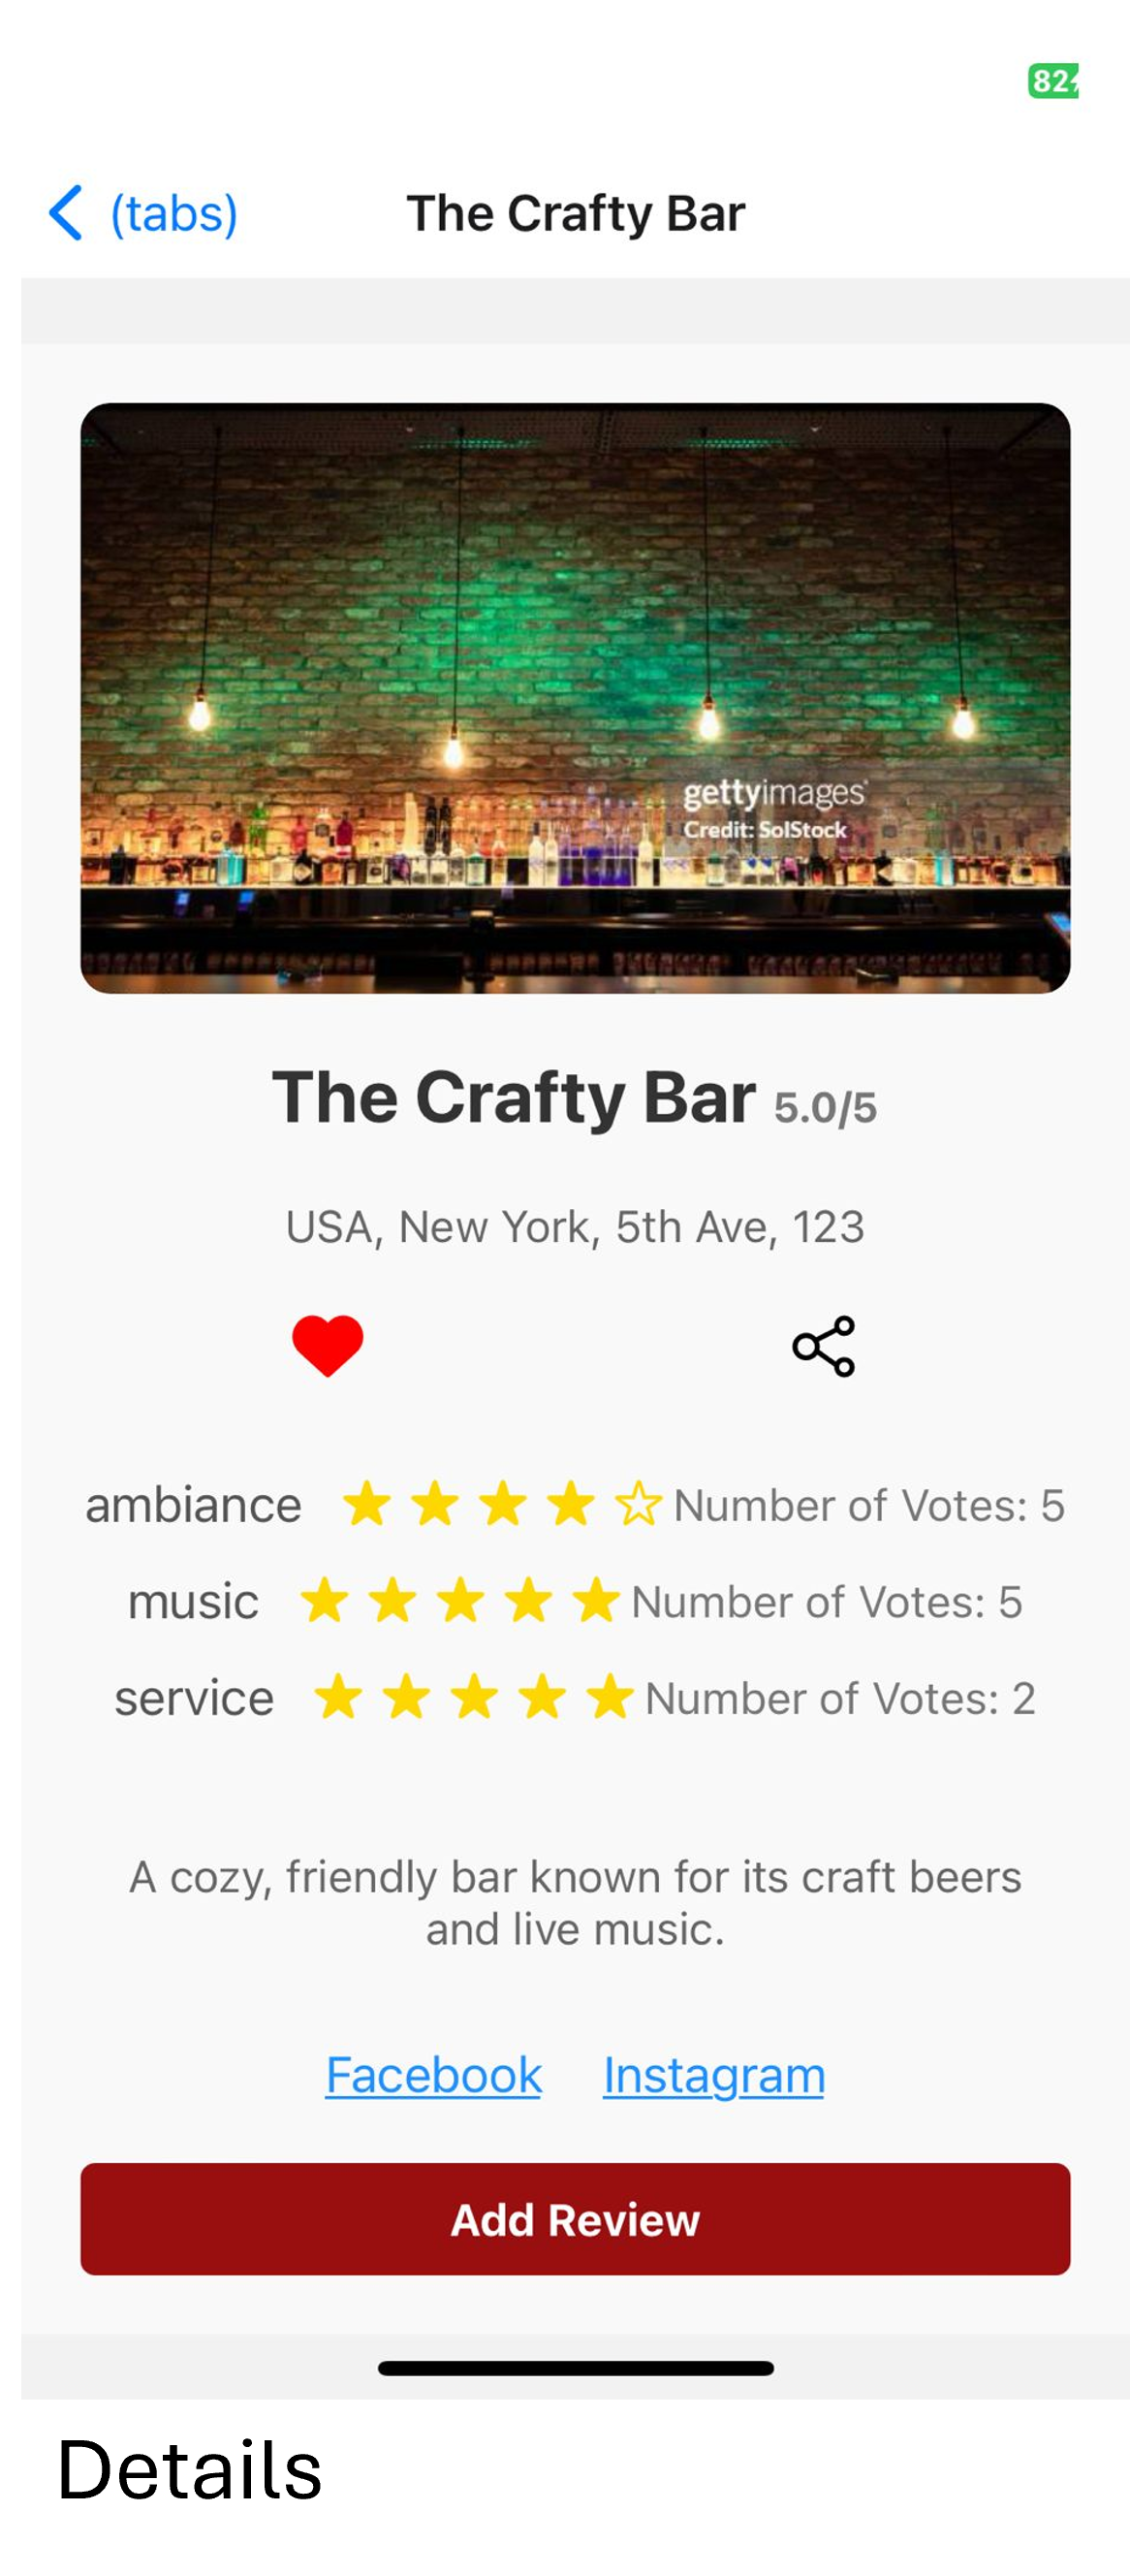 82
(tabs) The Crafty Bar
gettyimages®
Credit: SolStock
The Crafty Bar 5.0/5
USA, New York, 5th Ave, 123
ambiance Number of Votes: 5
music Number of Votes: 5
service Number of Votes: 2
A cozy, friendly bar known for its craft beers
and live music.
Facebook Instagram
Add Review
Details